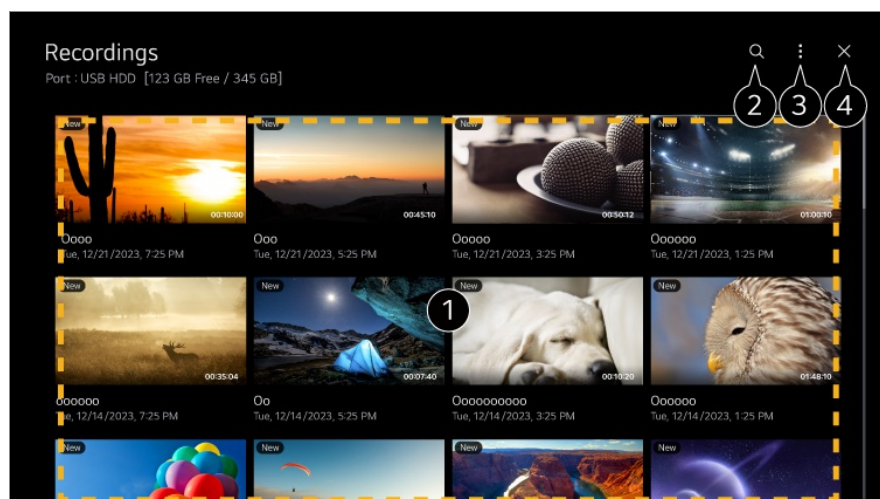 Recordings
Port : USB HDD [123 GB Free / 345 GB]
2 3 4
New New New New
00:10:00 00:45:10 00:50:12 01:00:10
Oooo Ooo Ooooo Oooooo
Tue, 12/21/2023, 7:25 PM Tue, 12/21/2023, 5:25 PM Tue, 12/21/2023, 3:25 PM Tue, 12/21/2023, 1:25 PM
New New New New
1
00:35:04 00:07:40 00:10:20 01:48:10
oooooo Oo Oooooooooo Oooooo
Tue, 12/14/2023, 7:25 PM Tue, 12/14/2023, 5:25 PM Tue, 12/14/2023, 3:25 PM Tue, 12/14/2023, 1:25 PM
New New New New